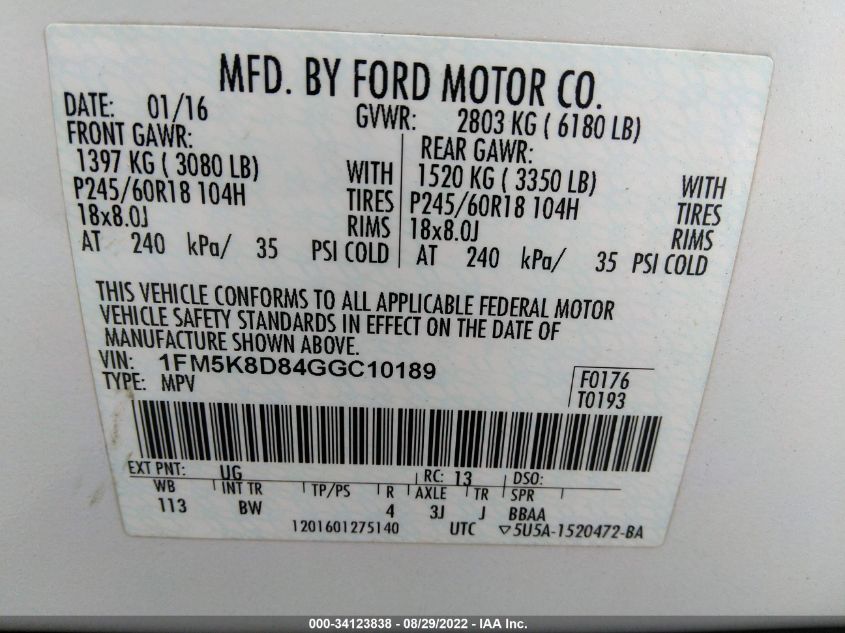 MFD. BY FORD MOTOR CO.
DATE: 01/16 GVWR: 2803 KG ( 6180 LB)
FRONT GAWR: REAR GAWR:
1397 KG ( 3080 LB) WITH 1520 KG ( 3350 LB) WITH
P245/60R18 104H TIRES P245/60R18 104H TIRES
18x8.0J RIMS 18x8.0J RIMS
AT 240 kPa/ 35 PSI COLD AT 240 kPa/ 35 PSI COLD
THIS VEHICLE CONFORMS TO ALL APPLICABLE FEDERAL MOTOR
VEHICLE SAFETY STANDARDS IN EFFECT ON THE DATE OF
MANUFACTURE SHOWN ABOVE.
VIN: 1FM5K8D84GGC10189
TYPE: MPV F0176
T0193
EXT PNT: UG RC: 13 DSO:
WB INT TR TP/PS R AXLE TR SPR
113 BW 4 3J J BBAA
1201601275140 UTC ▽5U5A-1520472-BA
000-34123838 - 08/29/2022 - IAA Inc.